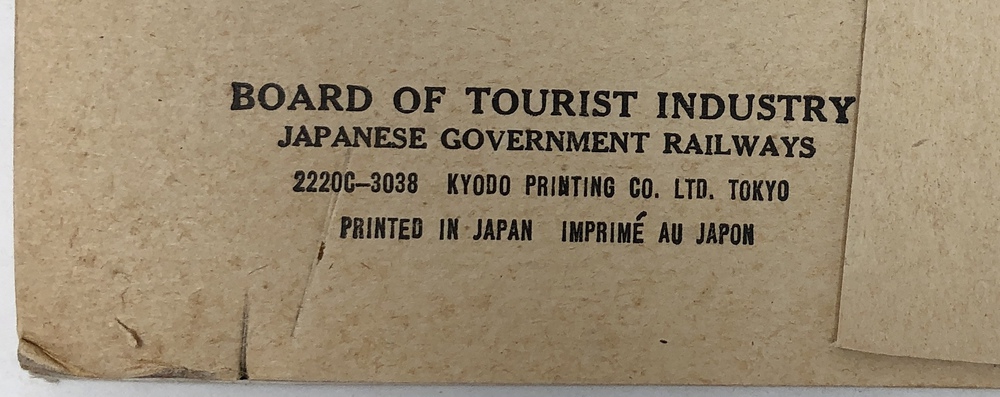 BOARD OF TOURIST INDUSTRY
JAPANESE GOVERNMENT RAILWAYS
2220C—3038 KYODO PRINTING CO. LTD. TOKYO
PRINTED IN JAPAN IMPRIMÉ AU JAPON